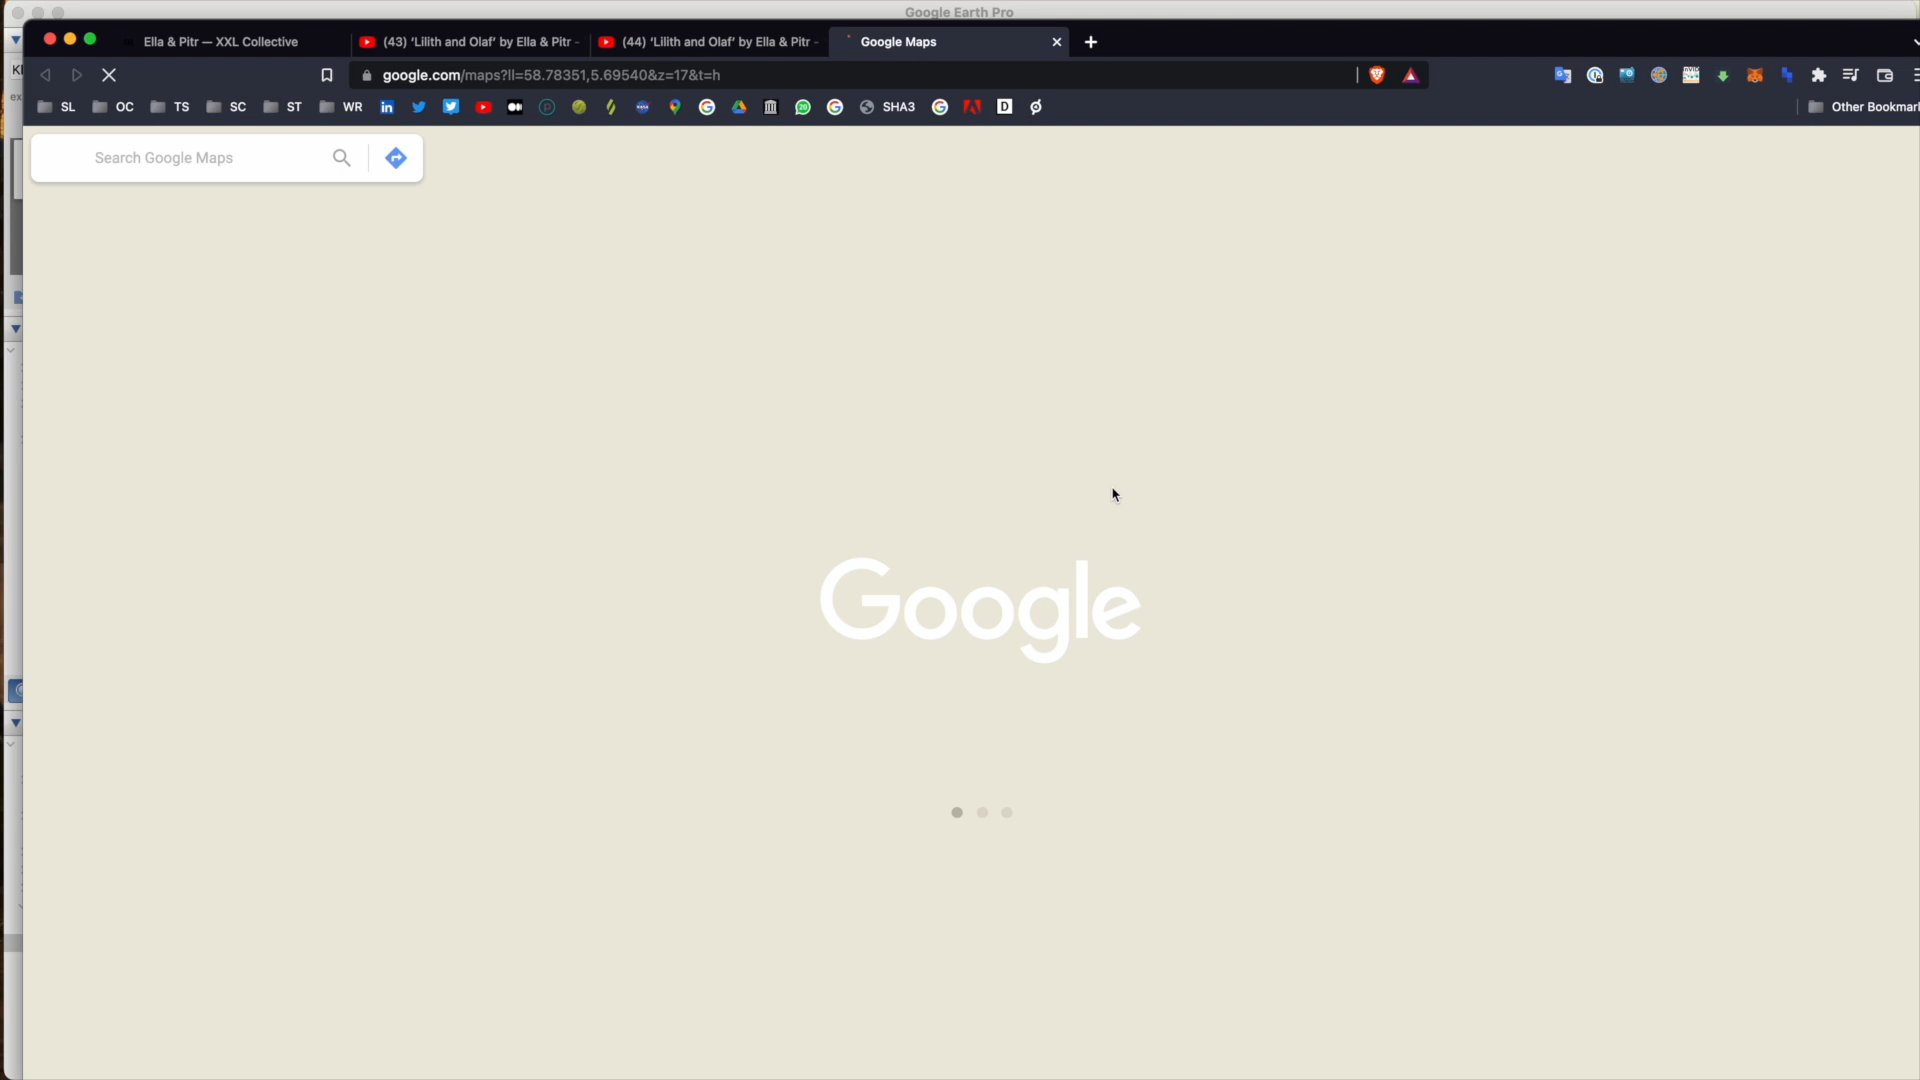 Google Earth Pro
Ella & Pitr — XXL Collective
(43) ‘Lilith and Olaf’ by Ella & Pitr -
(44) ‘Lilith and Olaf’ by Ella & Pitr -
Google Maps
google.com/maps?ll=58.78351,5.69540&z=17&t=h
SL
OC
TS
SC
ST
WR
SHA3
D
Other Bookmar
Search Google Maps
Google